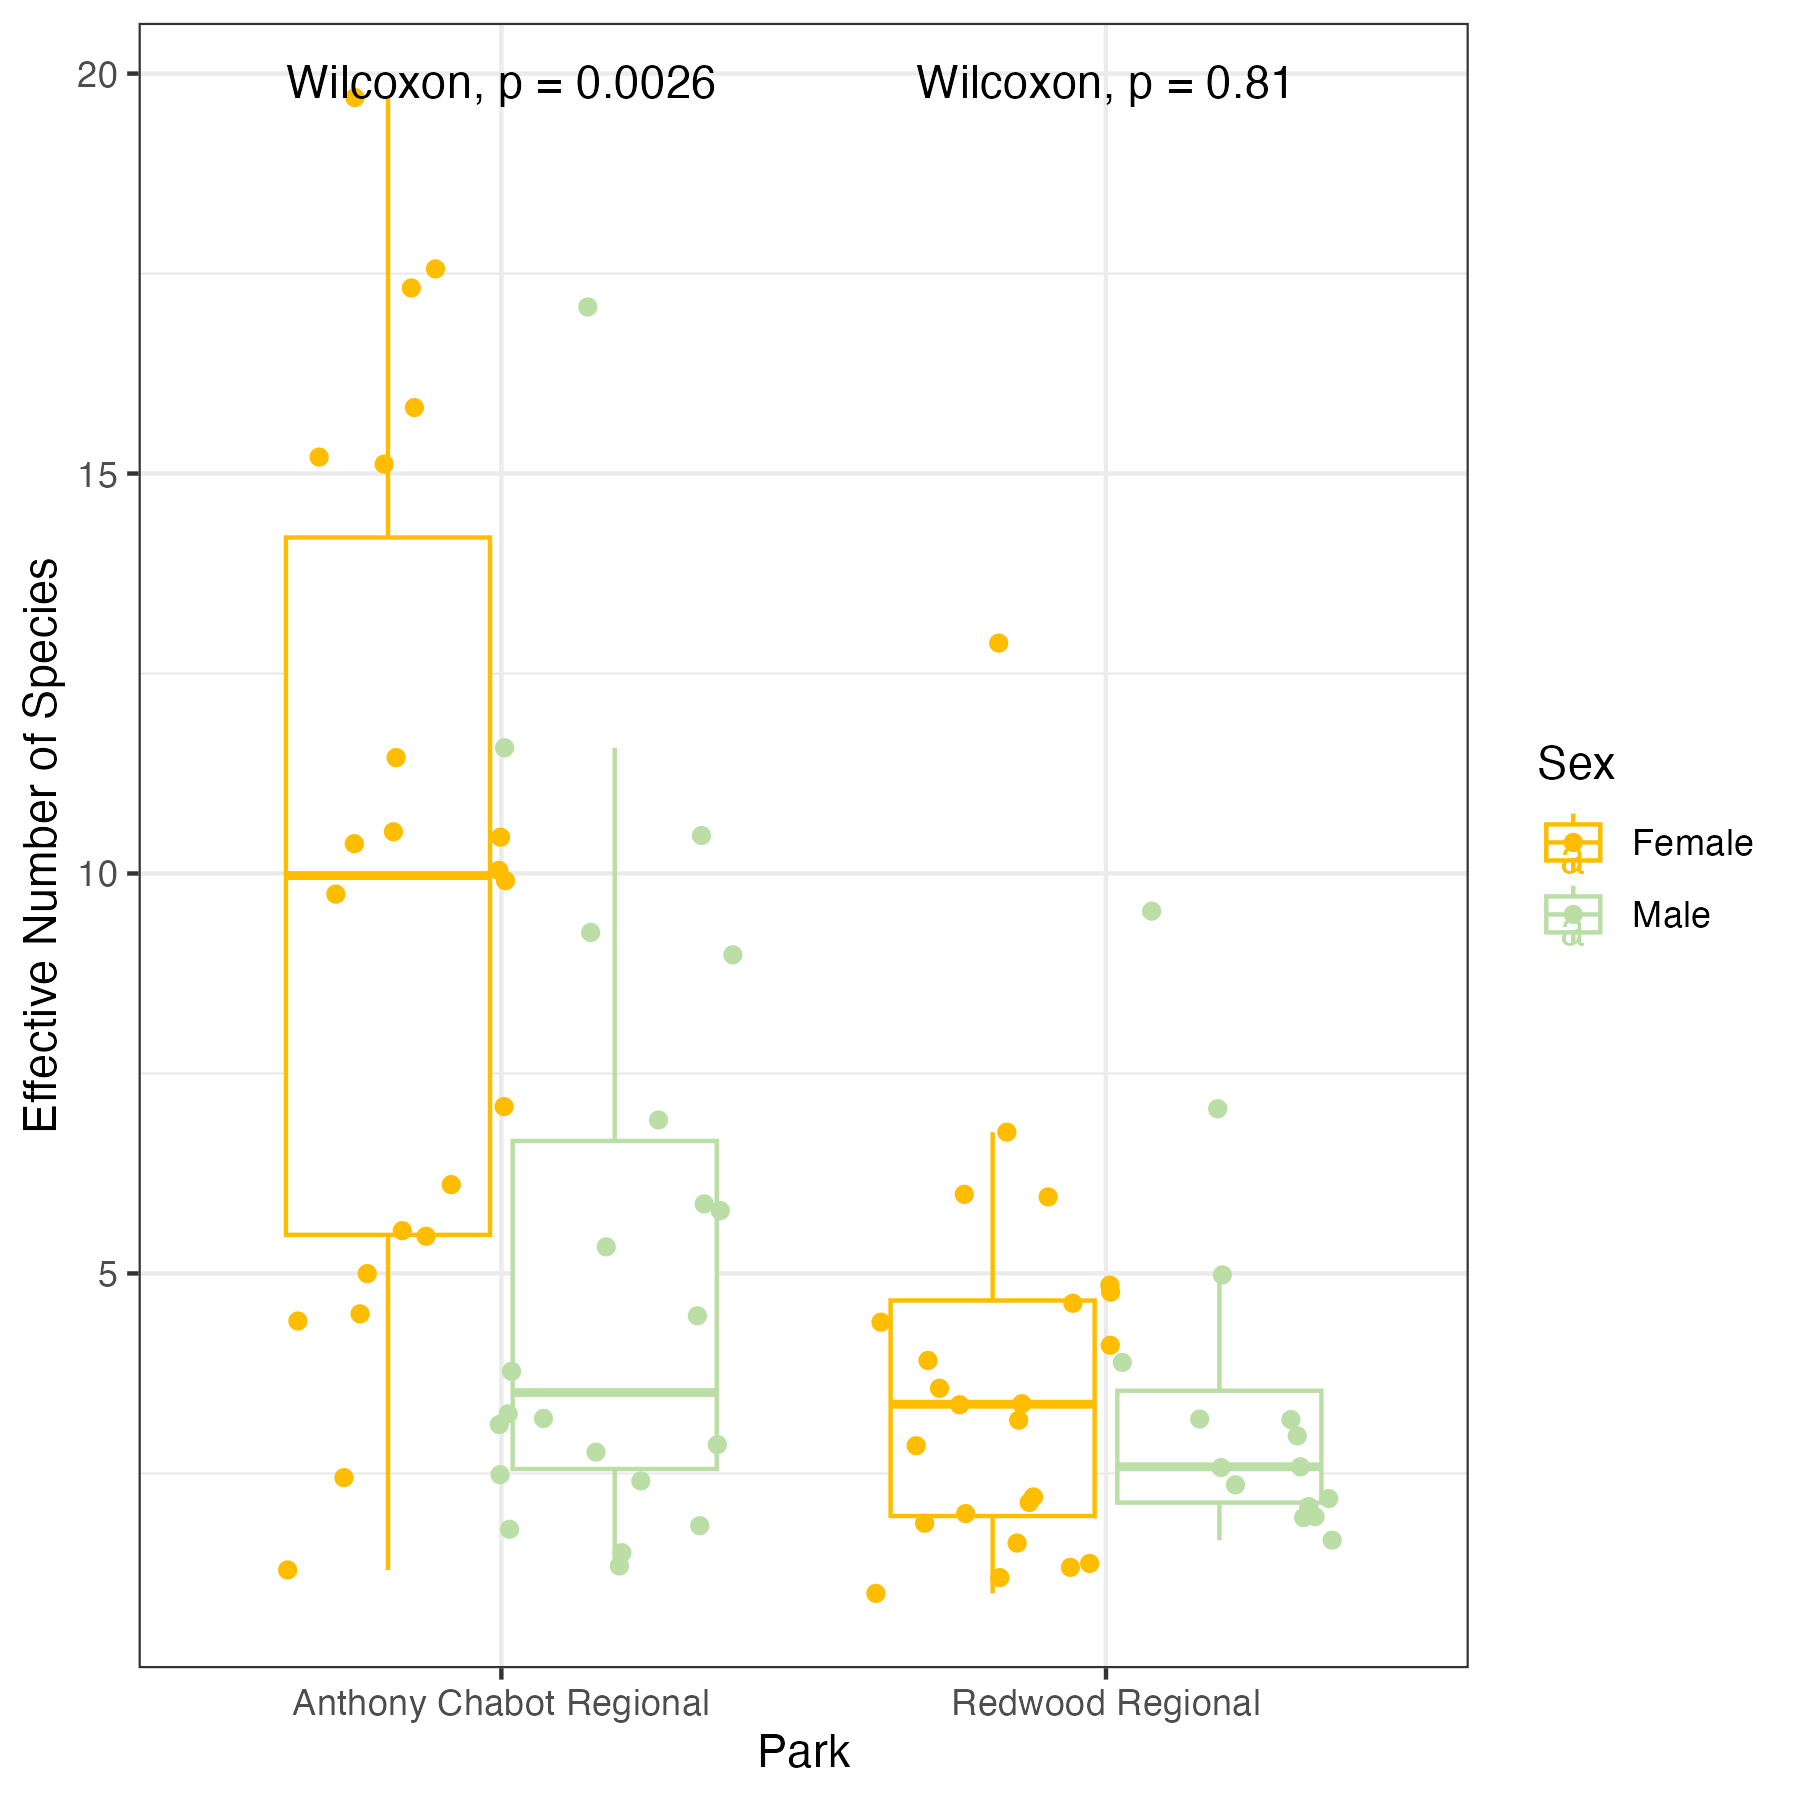 Wilcoxon, p = 0.0026
Wilcoxon, p = 0.81
20
15
10
5
Effective Number of Species
Anthony Chabot Regional
Redwood Regional
Park
Sex
a
Female
a
Male